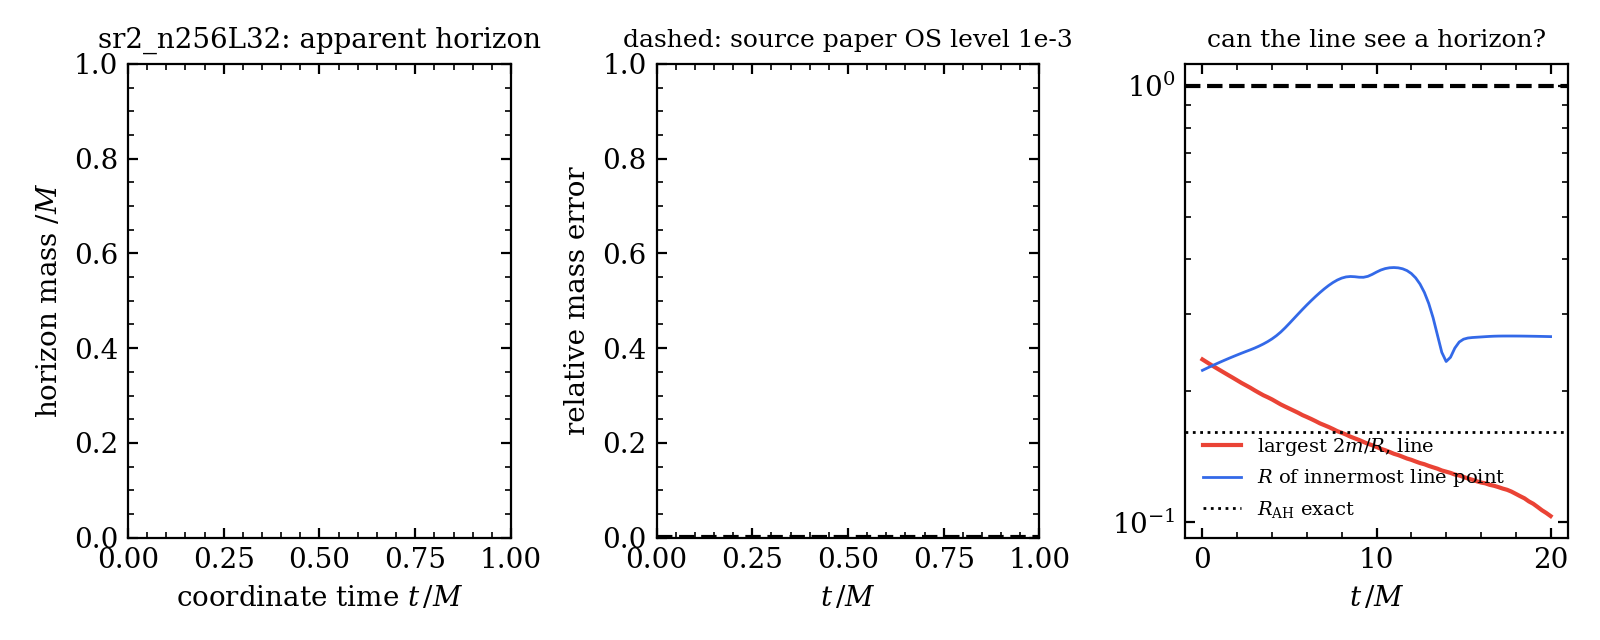 sr2_n256L32: apparent horizon
horizon mass /M
1.0
0.8
0.6
0.4
0.2
0.0
0.00 0.25 0.50 0.75 1.00
coordinate time t/M
dashed: source paper OS level 1e-3
relative mass error
1.0
0.8
0.6
0.4
0.2
0.0
0.00 0.25 0.50 0.75 1.00
t/M
can the line see a horizon?
10⁰
10⁻¹
largest 2m/R, line
R of innermost line point
R_AH exact
0 10 20
t/M